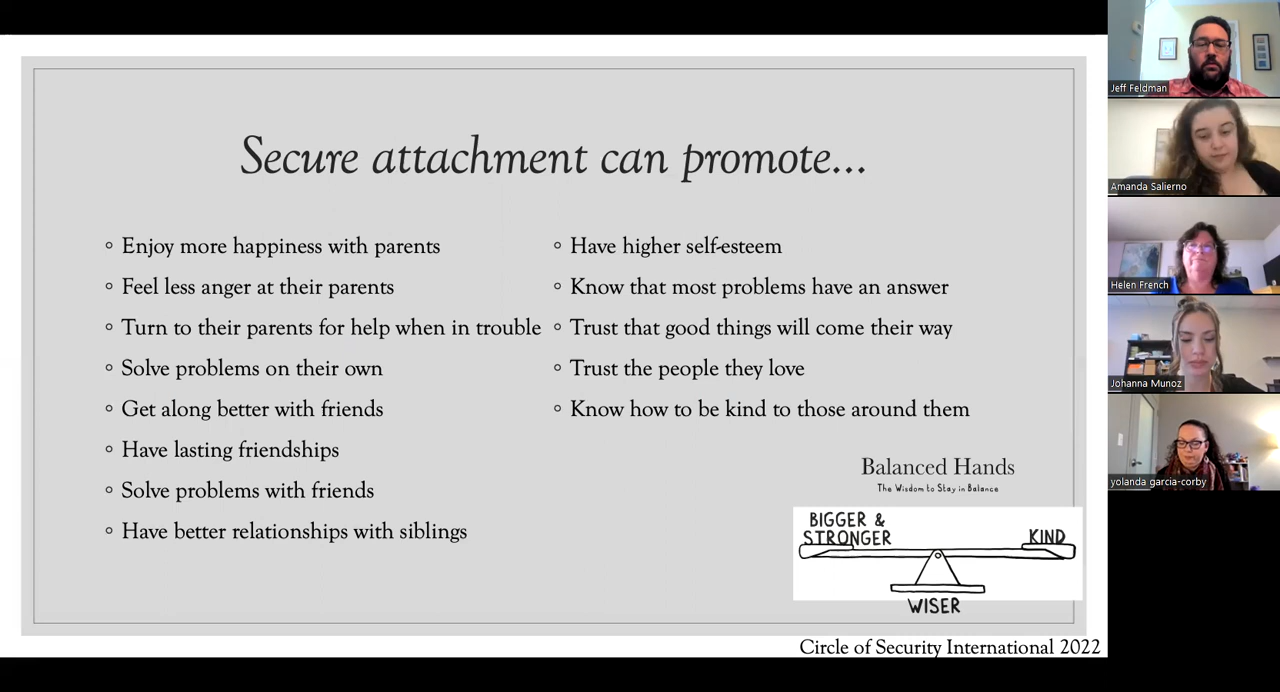 Secure attachment can promote...
◦ Enjoy more happiness with parents
◦ Feel less anger at their parents
◦ Turn to their parents for help when in trouble
◦ Solve problems on their own
◦ Get along better with friends
◦ Have lasting friendships
◦ Solve problems with friends
◦ Have better relationships with siblings
◦ Have higher self-esteem
◦ Know that most problems have an answer
◦ Trust that good things will come their way
◦ Trust the people they love
◦ Know how to be kind to those around them
Balanced Hands
The Wisdom to Stay in Balance
BIGGER &
STRONGER
KIND
WISER
Circle of Security International 2022
Jeff Feldman
Amanda Salierno
Helen French
Johanna Munoz
yolanda garcia-corby